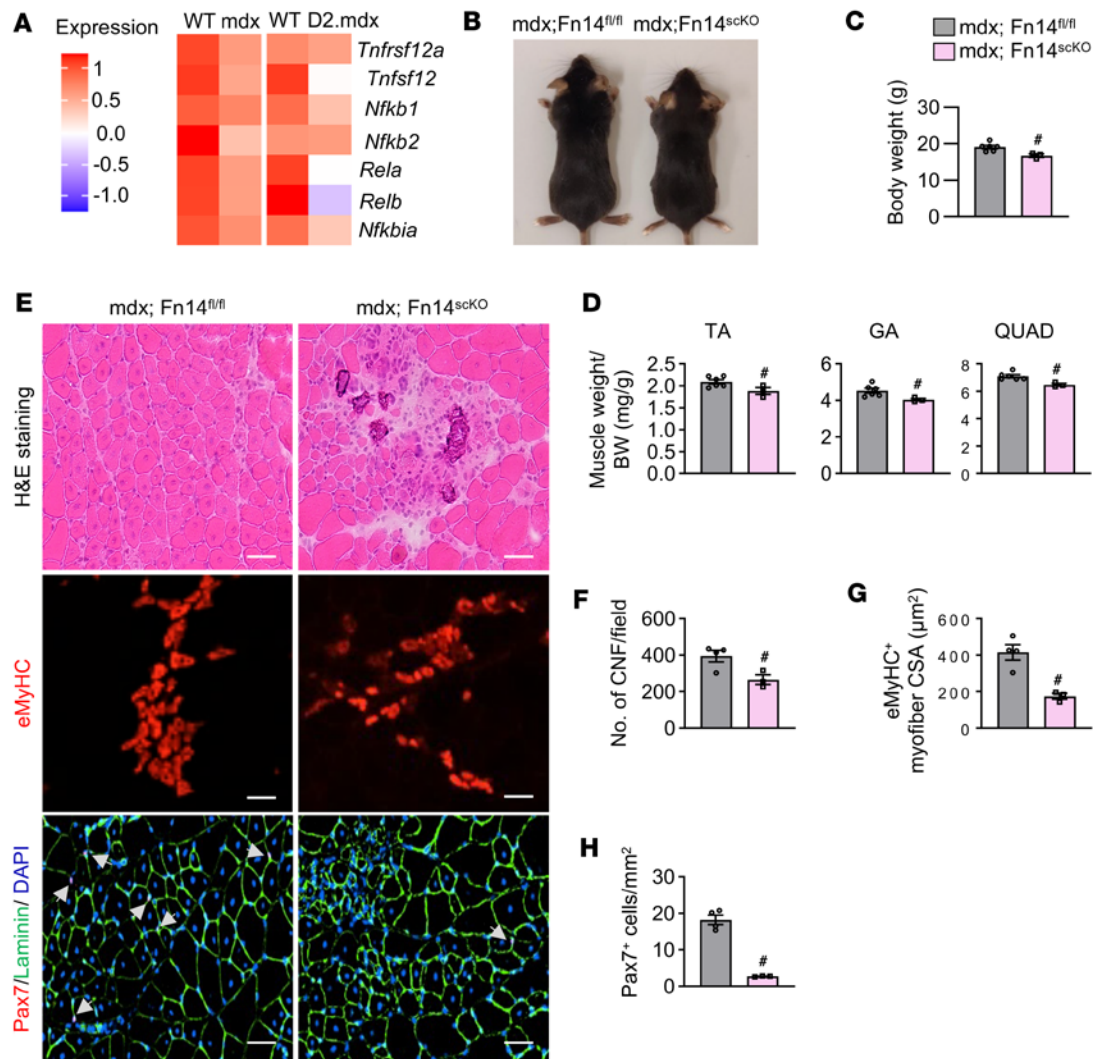 A
Expression
1
0.5
0.0
-0.5
-1.0
WT mdx WT D2.mdx
Tnfrsf12a
Tnfsf12
Nfkb1
Nfkb2
Rela
Relb
Nfkbia
B
mdx;Fn14fl/fl mdx;Fn14scKO
C
mdx; Fn14fl/fl
mdx; Fn14scKO
Body weight (g)
30
20
10
0
#
E
mdx; Fn14fl/fl mdx; Fn14scKO
H&E staining
eMyHC
Pax7/Laminin/ DAPI
D
TA GA QUAD
Muscle weight/
BW (mg/g)
2.5
2.0
1.5
1.0
0.5
0.0
#
6
4
2
0
#
8
6
4
2
0
#
F
No. of CNF/field
600
400
200
0
#
G
eMyHC+
myofiber CSA (µm2)
600
400
200
0
#
H
Pax7+ cells/mm2
30
20
10
0
#